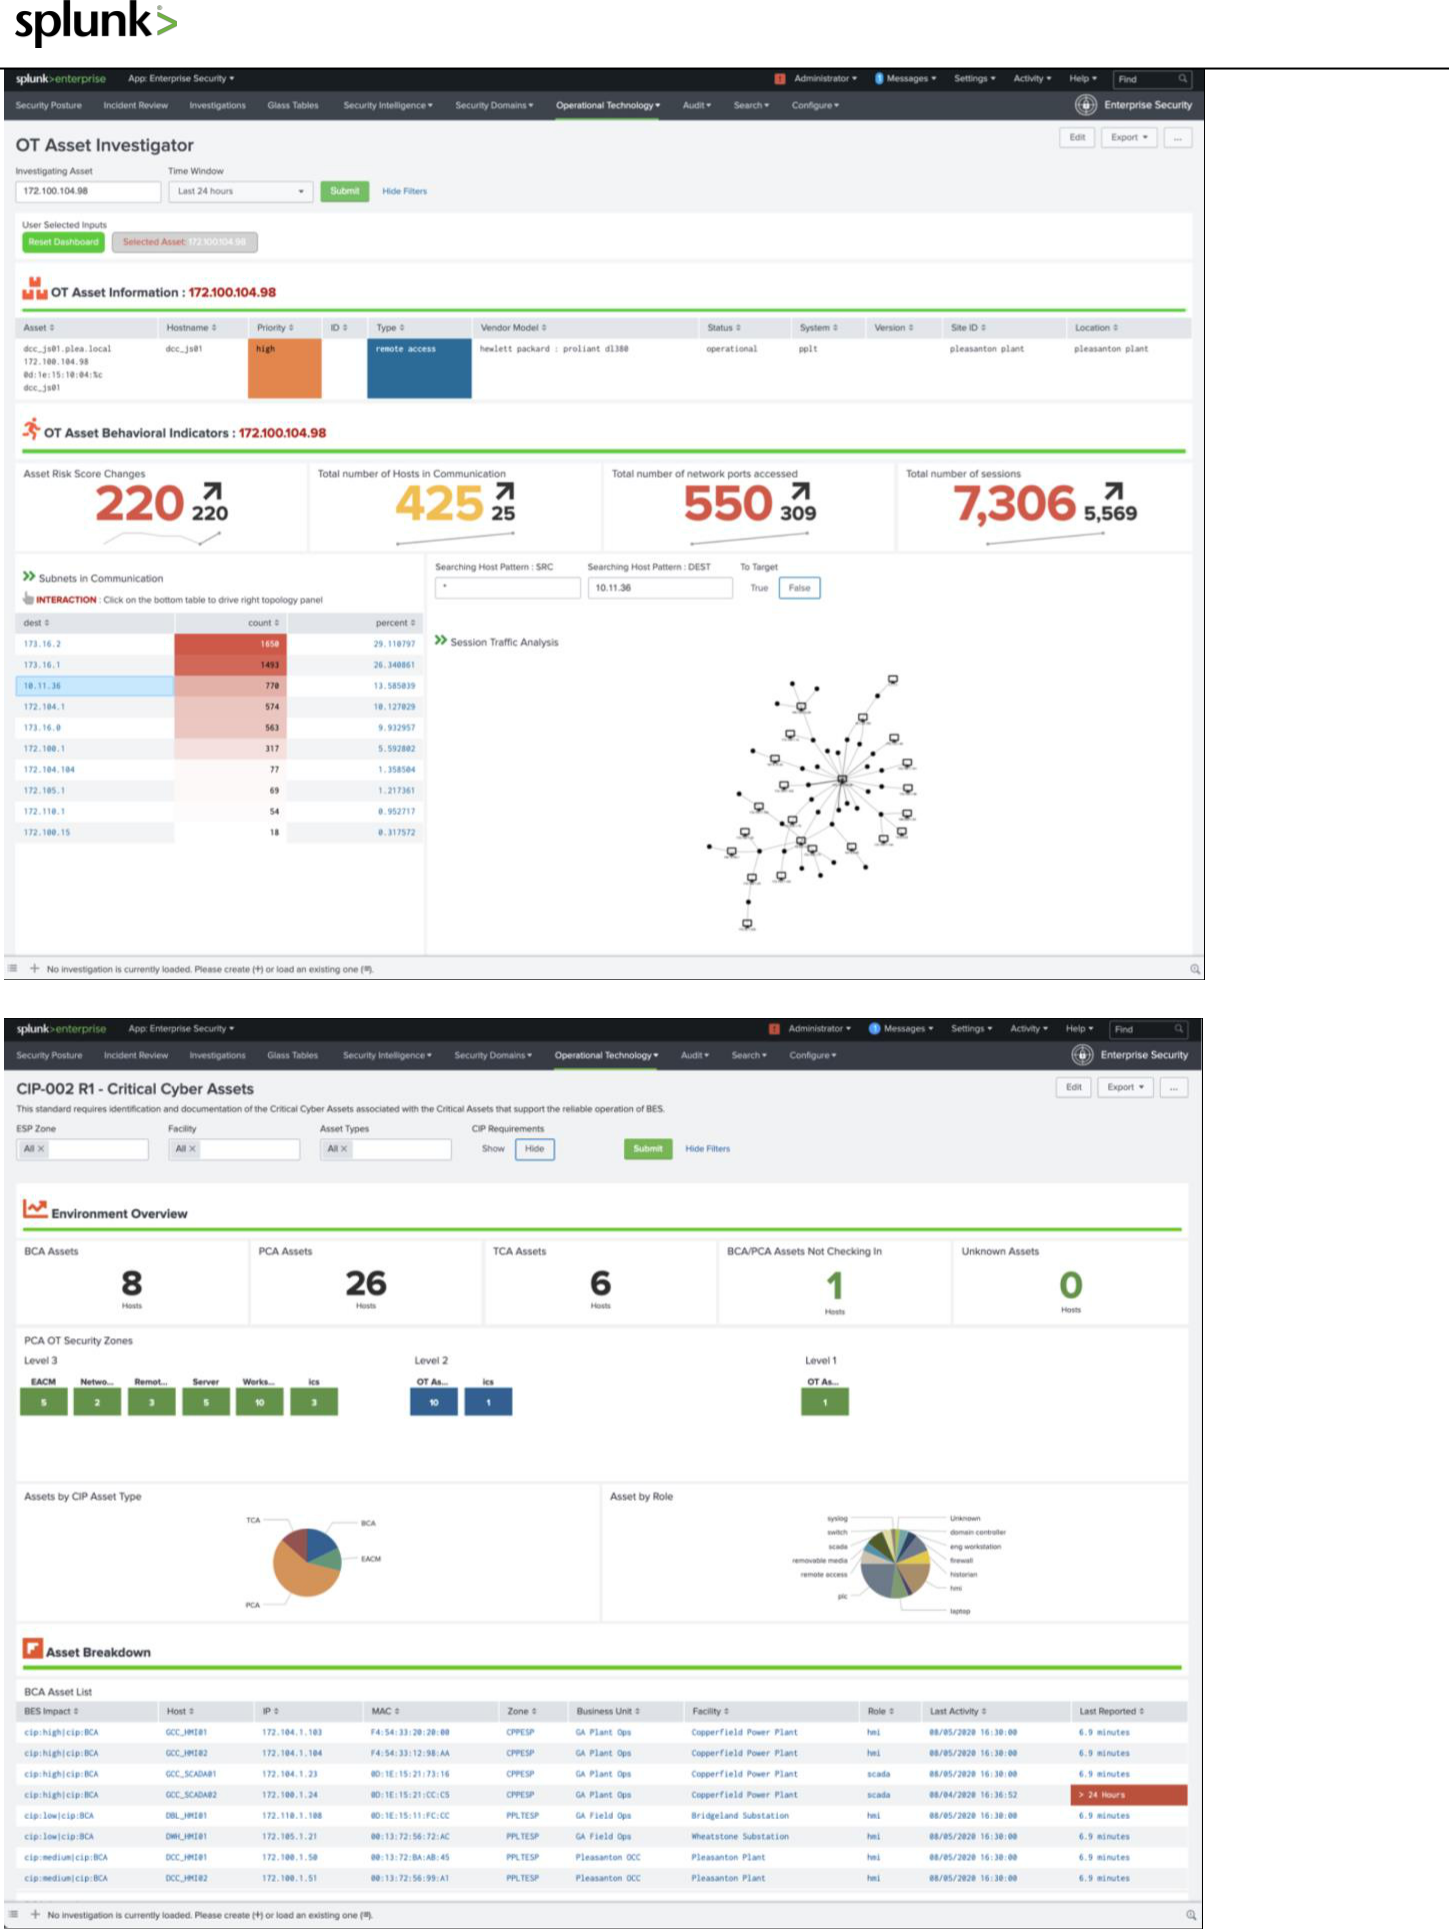 splunk>
splunk>enterprise App: Enterprise Security ▾ ! Administrator ▾ Messages ▾ Settings ▾ Activity ▾ Help ▾ Find
Security Posture Incident Review Investigations Glass Tables Security Intelligence ▾ Security Domains ▾ Operational Technology ▾ Audit ▾ Search ▾ Configure ▾ Enterprise Security
OT Asset Investigator
Edit Export ▾ ...
Investigating Asset Time Window
172.100.104.98 Last 24 hours Submit Hide Filters
User Selected Inputs
Reset Dashboard Selected Asset: 172.100.104.98
OT Asset Information : 172.100.104.98
Asset Hostname Priority ID Type Vendor Model Status System Version Site ID Location
dcc_js01.plea.local dcc_js01 high remote access hewlett packard : proliant dl380 operational pplt pleasanton plant pleasanton plant
172.100.104.98
0d:1e:15:10:04:%c
dcc_js01
OT Asset Behavioral Indicators : 172.100.104.98
Asset Risk Score Changes Total number of Hosts in Communication Total number of network ports accessed Total number of sessions
220 220 425 25 550 309 7,306 5,569
Subnets in Communication
INTERACTION : Click on the bottom table to drive right topology panel
Searching Host Pattern : SRC Searching Host Pattern : DEST To Target
* 10.11.36 True False
dest count percent
173.16.2 1650 29.110797
173.16.1 1493 26.340861
10.11.36 770 13.585039
172.104.1 574 10.127029
173.16.0 563 9.932957
172.100.1 317 5.592802
172.104.104 77 1.358504
172.105.1 69 1.217361
172.110.1 54 0.952717
172.100.15 18 0.317572
Session Traffic Analysis
No investigation is currently loaded. Please create (+) or load an existing one (≡).
splunk>enterprise App: Enterprise Security ▾ ! Administrator ▾ 1 Messages ▾ Settings ▾ Activity ▾ Help ▾ Find
Security Posture Incident Review Investigations Glass Tables Security Intelligence ▾ Security Domains ▾ Operational Technology ▾ Audit ▾ Search ▾ Configure ▾ Enterprise Security
CIP-002 R1 - Critical Cyber Assets
Edit Export ▾ ...
This standard requires identification and documentation of the Critical Cyber Assets associated with the Critical Assets that support the reliable operation of BES.
ESP Zone Facility Asset Types CIP Requirements
All × All × All × Show Hide Submit Hide Filters
Environment Overview
BCA Assets PCA Assets TCA Assets BCA/PCA Assets Not Checking In Unknown Assets
8 26 6 1 0
Hosts Hosts Hosts Hosts Hosts
PCA OT Security Zones
Level 3 Level 2 Level 1
EACM Netwo... Remot... Server Works... ics OT As... ics OT As...
5 2 3 5 10 3 10 1 1
Assets by CIP Asset Type
TCA BCA
EACM
PCA
Asset by Role
syslog Unknown
switch domain controller
scada eng workstation
removable media firewall
remote access historian
plc hmi
laptop
Asset Breakdown
BCA Asset List
BES Impact Host IP MAC Zone Business Unit Facility Role Last Activity Last Reported
cip:high|cip:BCA GCC_HMI01 172.104.1.103 F4:54:33:20:20:00 CPPESP GA Plant Ops Copperfield Power Plant hmi 08/05/2020 16:30:00 6.9 minutes
cip:high|cip:BCA GCC_HMI02 172.104.1.104 F4:54:33:12:98:AA CPPESP GA Plant Ops Copperfield Power Plant hmi 08/05/2020 16:30:00 6.9 minutes
cip:high|cip:BCA GCC_SCADA01 172.104.1.23 0D:1E:15:21:73:16 CPPESP GA Plant Ops Copperfield Power Plant scada 08/05/2020 16:30:00 6.9 minutes
cip:high|cip:BCA GCC_SCADA02 172.100.1.24 0D:1E:15:21:CC:C5 CPPESP GA Plant Ops Copperfield Power Plant scada 08/04/2020 16:36:52 > 24 Hours
cip:low|cip:BCA DBL_HMI01 172.110.1.108 0D:1E:15:11:FC:CC PPLTESP GA Field Ops Bridgeland Substation hmi 08/05/2020 16:30:00 6.9 minutes
cip:low|cip:BCA DWH_HMI01 172.105.1.21 00:13:72:56:72:AC PPLTESP GA Field Ops Wheatstone Substation hmi 08/05/2020 16:30:00 6.9 minutes
cip:medium|cip:BCA DCC_HMI01 172.100.1.50 00:13:72:BA:AB:45 PPLTESP Pleasanton OCC Pleasanton Plant hmi 08/05/2020 16:30:00 6.9 minutes
cip:medium|cip:BCA DCC_HMI02 172.100.1.51 00:13:72:56:99:A1 PPLTESP Pleasanton OCC Pleasanton Plant hmi 08/05/2020 16:30:00 6.9 minutes
No investigation is currently loaded. Please create (+) or load an existing one (≡).